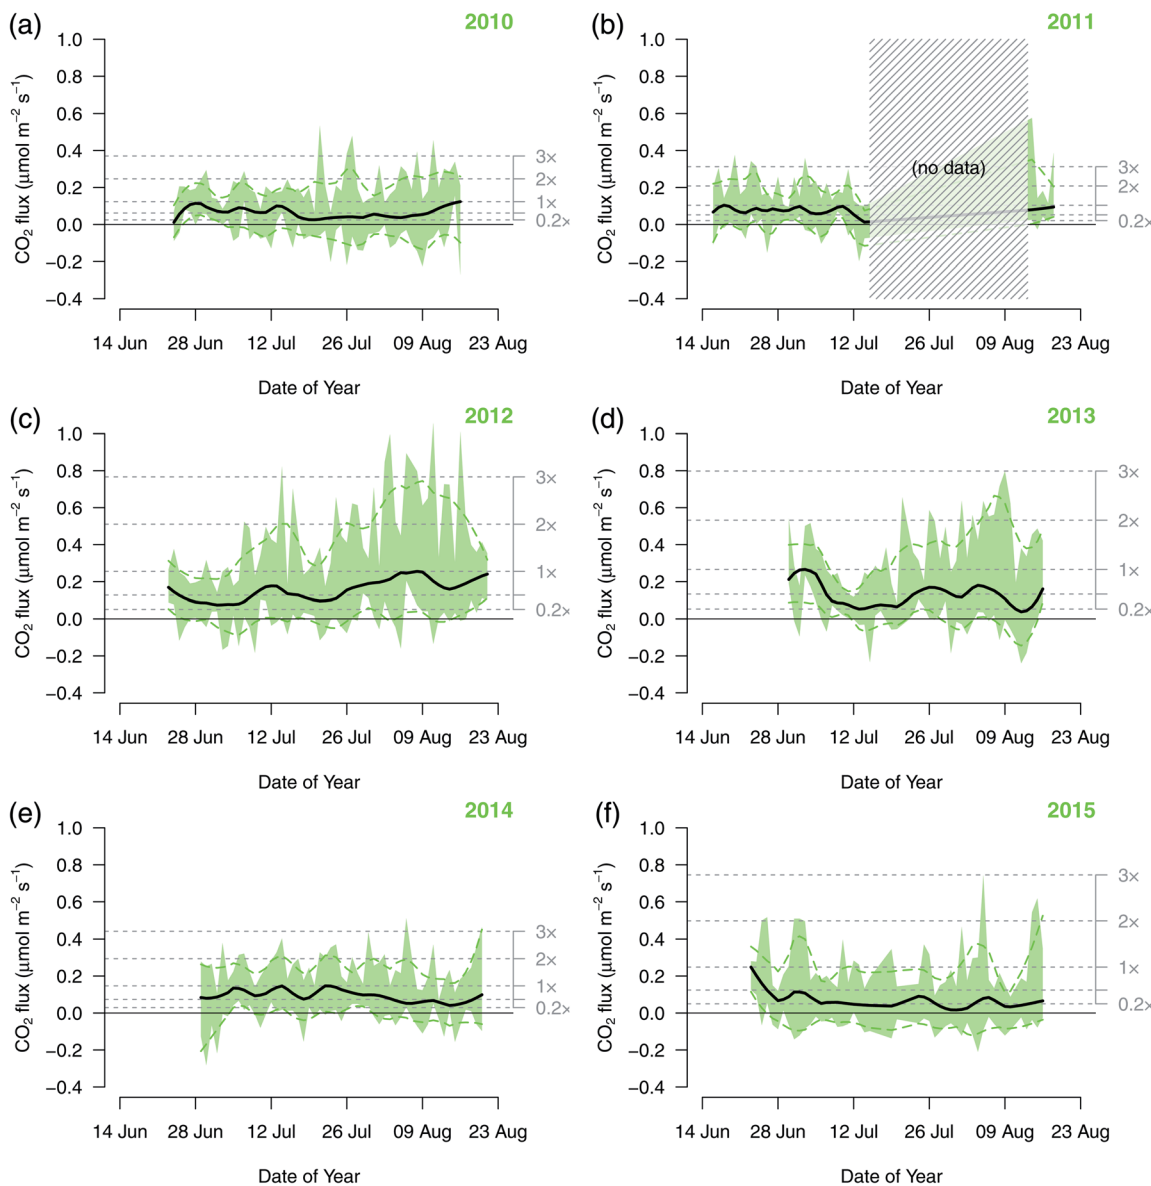 (a) 2010
CO₂ flux (μmol m⁻² s⁻¹)
1.0
0.8
0.6
0.4
0.2
0.0
−0.2
−0.4
3×
2×
1×
0.2×
14 Jun 28 Jun 12 Jul 26 Jul 09 Aug 23 Aug
Date of Year
(b) 2011
CO₂ flux (μmol m⁻² s⁻¹)
1.0
0.8
0.6
0.4
0.2
0.0
−0.2
−0.4
(no data)
3×
2×
0.2×
14 Jun 28 Jun 12 Jul 26 Jul 09 Aug 23 Aug
Date of Year
(c) 2012
CO₂ flux (μmol m⁻² s⁻¹)
1.0
0.8
0.6
0.4
0.2
0.0
−0.2
−0.4
3×
2×
1×
0.2×
14 Jun 28 Jun 12 Jul 26 Jul 09 Aug 23 Aug
Date of Year
(d) 2013
CO₂ flux (μmol m⁻² s⁻¹)
1.0
0.8
0.6
0.4
0.2
0.0
−0.2
−0.4
3×
2×
1×
0.2×
14 Jun 28 Jun 12 Jul 26 Jul 09 Aug 23 Aug
Date of Year
(e) 2014
CO₂ flux (μmol m⁻² s⁻¹)
1.0
0.8
0.6
0.4
0.2
0.0
−0.2
−0.4
3×
2×
1×
0.2×
14 Jun 28 Jun 12 Jul 26 Jul 09 Aug 23 Aug
Date of Year
(f) 2015
CO₂ flux (μmol m⁻² s⁻¹)
1.0
0.8
0.6
0.4
0.2
0.0
−0.2
−0.4
3×
2×
1×
0.2×
14 Jun 28 Jun 12 Jul 26 Jul 09 Aug 23 Aug
Date of Year